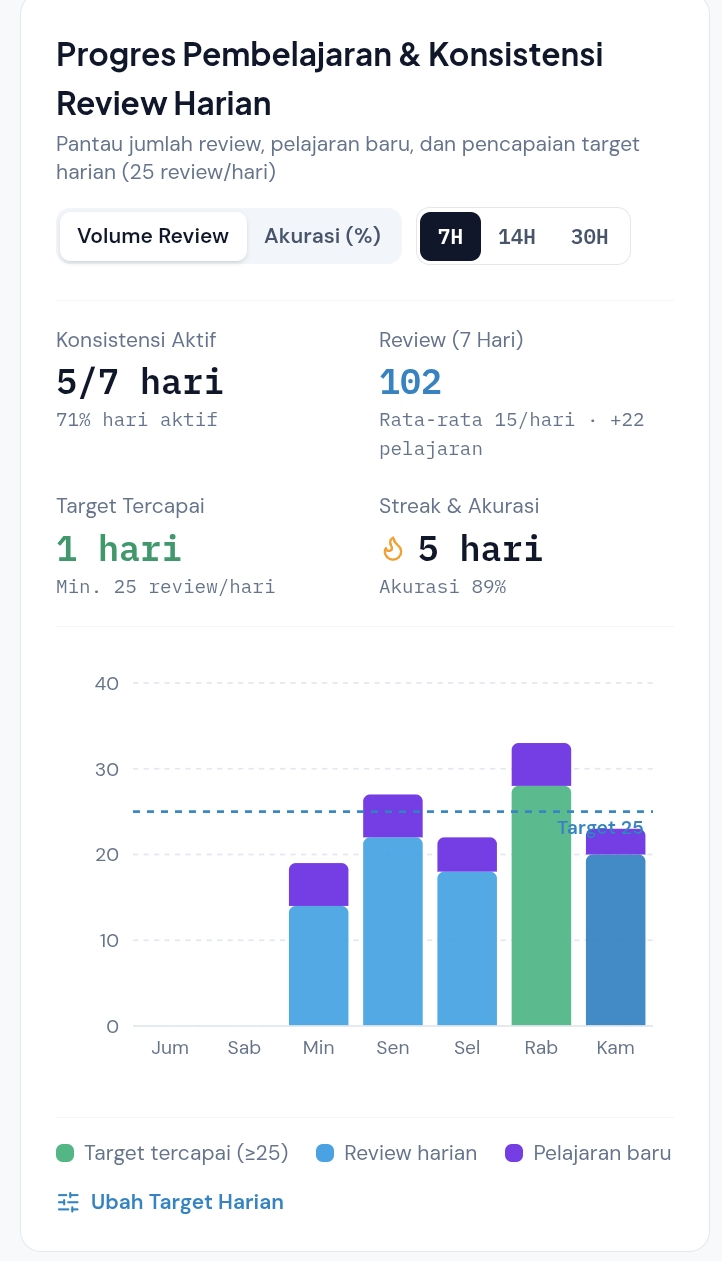 Progres Pembelajaran & Konsistensi
Review Harian
Pantau jumlah review, pelajaran baru, dan pencapaian target
harian (25 review/hari)
Volume Review Akurasi (%) 7H 14H 30H
Konsistensi Aktif
5/7 hari
71% hari aktif
Review (7 Hari)
102
Rata-rata 15/hari · +22
pelajaran
Target Tercapai
1 hari
Min. 25 review/hari
Streak & Akurasi
5 hari
Akurasi 89%
40
30
Target 25
20
10
0
Jum Sab Min Sen Sel Rab Kam
Target tercapai (≥25) Review harian Pelajaran baru
Ubah Target Harian